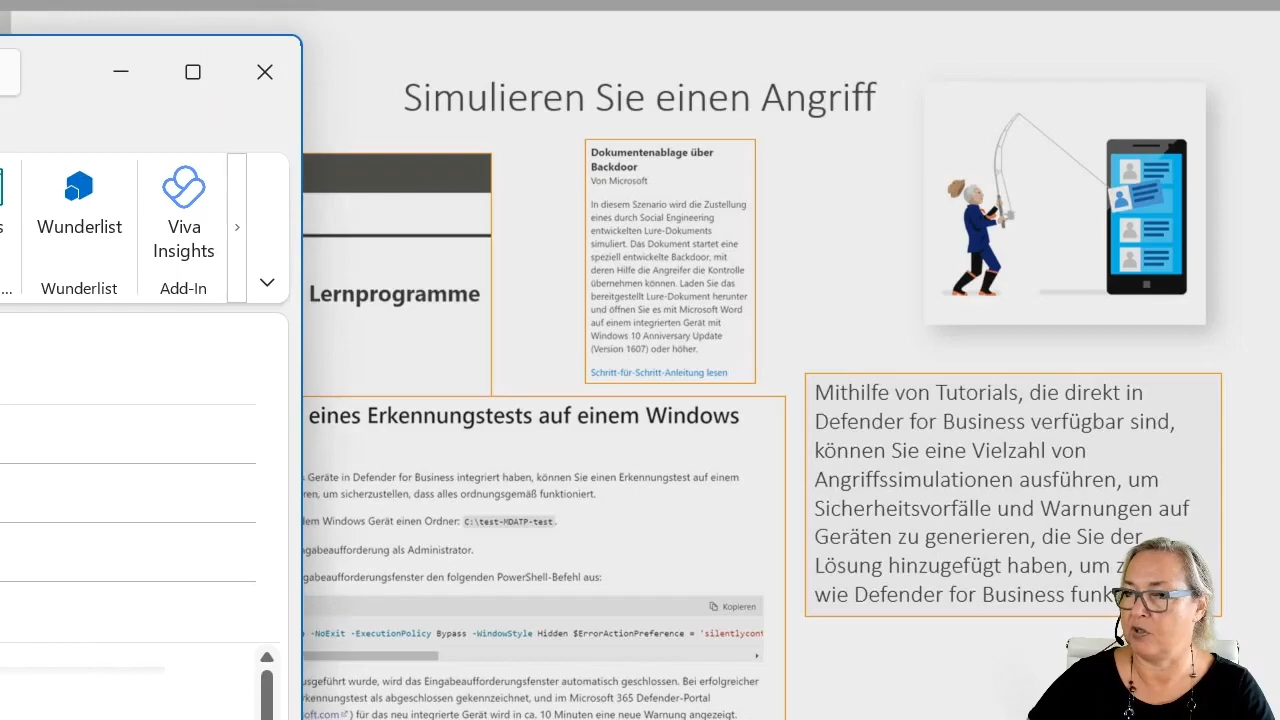 Simulieren Sie einen Angriff
Wunderlist
Viva
Insights
Wunderlist
Add-In
Lernprogramme
Dokumentenablage über
Backdoor
Von Microsoft
In diesem Szenario wird die Zustellung
eines durch Social Engineering
entwickelten Lure-Dokuments
simuliert. Das Dokument startet eine
speziell entwickelte Backdoor, mit
deren Hilfe die Angreifer die Kontrolle
übernehmen können. Laden Sie das
bereitgestellt Lure-Dokument herunter
und öffnen Sie es mit Microsoft Word
auf einem integrierten Gerät mit
Windows 10 Anniversary Update
(Version 1607) oder höher.
Schritt-für-Schritt-Anleitung lesen
eines Erkennungstests auf einem Windows
Geräte in Defender for Business integriert haben, können Sie einen Erkennungstest auf einem
ren, um sicherzustellen, dass alles ordnungsgemäß funktioniert.
dem Windows Gerät einen Ordner: C:\test-MDATP-test.
ngabeaufforderung als Administrator.
gabeaufforderungsfenster den folgenden PowerShell-Befehl aus:
Kopieren
-NoExit -ExecutionPolicy Bypass -WindowStyle Hidden $ErrorActionPreference = 'silentlycont
usgeführt wurde, wird das Eingabeaufforderungsfenster automatisch geschlossen. Bei erfolgreicher
rkennungstest als abgeschlossen gekennzeichnet, und im Microsoft 365 Defender-Portal
oft.com) für das neu integrierte Gerät wird in ca. 10 Minuten eine neue Warnung angezeigt.
Mithilfe von Tutorials, die direkt in
Defender for Business verfügbar sind,
können Sie eine Vielzahl von
Angriffssimulationen ausführen, um
Sicherheitsvorfälle und Warnungen auf
Geräten zu generieren, die Sie der
Lösung hinzugefügt haben, um z
wie Defender for Business funk